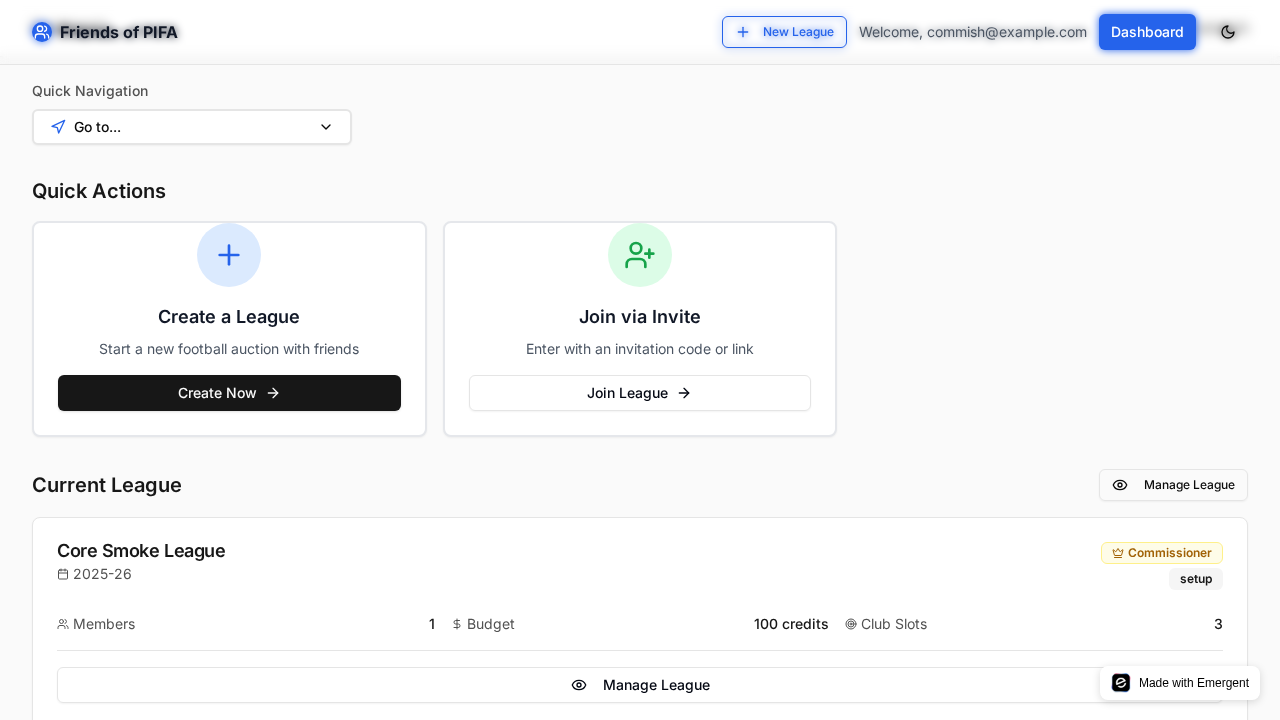 Friends of PIFA
New League
Welcome, commish@example.com
Dashboard
Quick Navigation
Go to...
Quick Actions
Create a League
Start a new football auction with friends
Create Now
Join via Invite
Enter with an invitation code or link
Join League
Current League
Manage League
Core Smoke League
Commissioner
2025-26
setup
Members 1
Budget 100 credits
Club Slots 3
Manage League
Made with Emergent